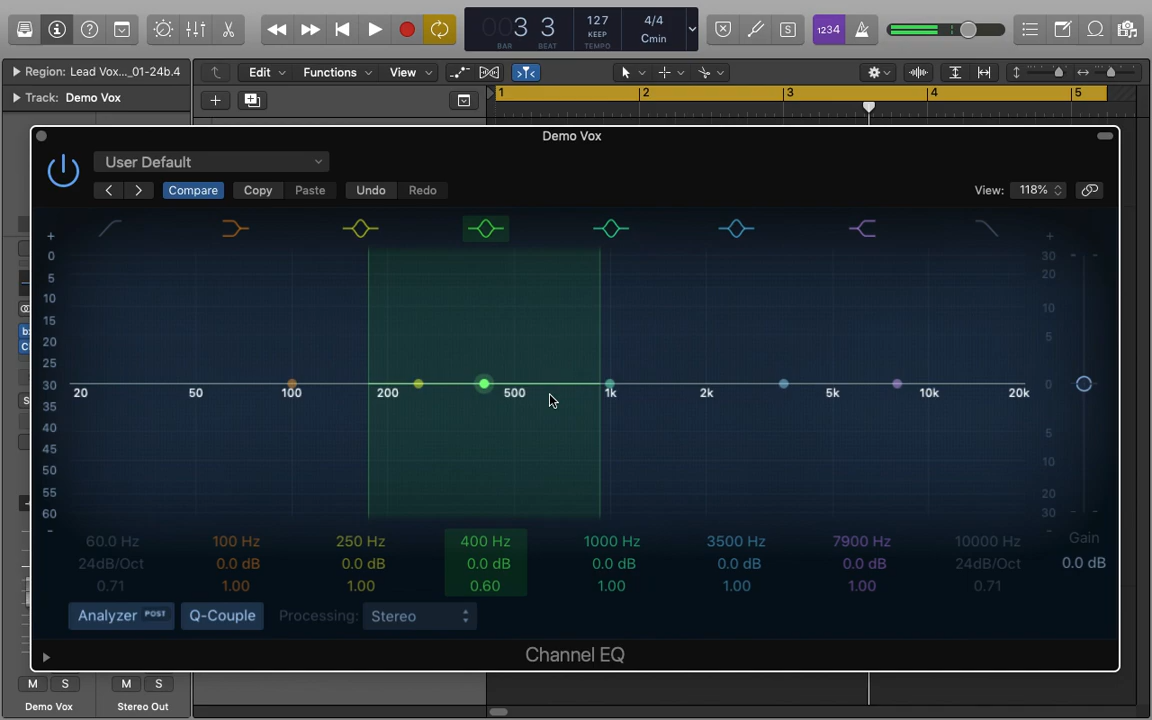 1234
003 3
BAR BEAT
127
KEEP
TEMPO
4/4
Cmin
Region: Lead Vox..._01-24b.4
Edit Functions View
Track: Demo Vox
1 2 3 4 5
Demo Vox
User Default
Compare Copy Paste Undo Redo
View: 118%
+ +
0 30
5 20
10 10
15 5
20
25
30 0
20 50 100 200 500 1k 2k 5k 10k 20k
35
40 5
45 10
50
55 20
60 30
- -
60.0 Hz 100 Hz 250 Hz 400 Hz 1000 Hz 3500 Hz 7900 Hz 10000 Hz Gain
24dB/Oct 0.0 dB 0.0 dB 0.0 dB 0.0 dB 0.0 dB 0.0 dB 24dB/Oct 0.0 dB
0.71 1.00 1.00 0.60 1.00 1.00 1.00 0.71
Analyzer POST Q-Couple Processing: Stereo
Channel EQ
M S M S
Demo Vox Stereo Out